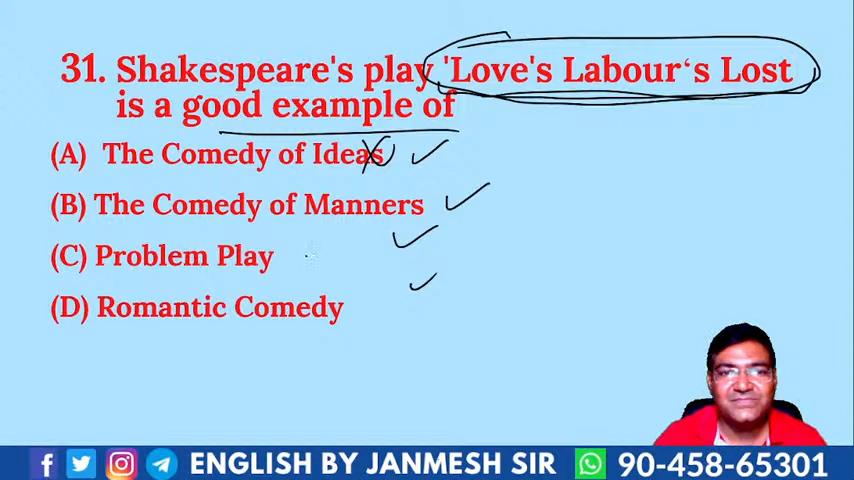 31. Shakespeare's play 'Love's Labour‘s Lost
is a good example of
(A) The Comedy of Ideas
(B) The Comedy of Manners
(C) Problem Play
(D) Romantic Comedy
ENGLISH BY JANMESH SIR 90-458-65301